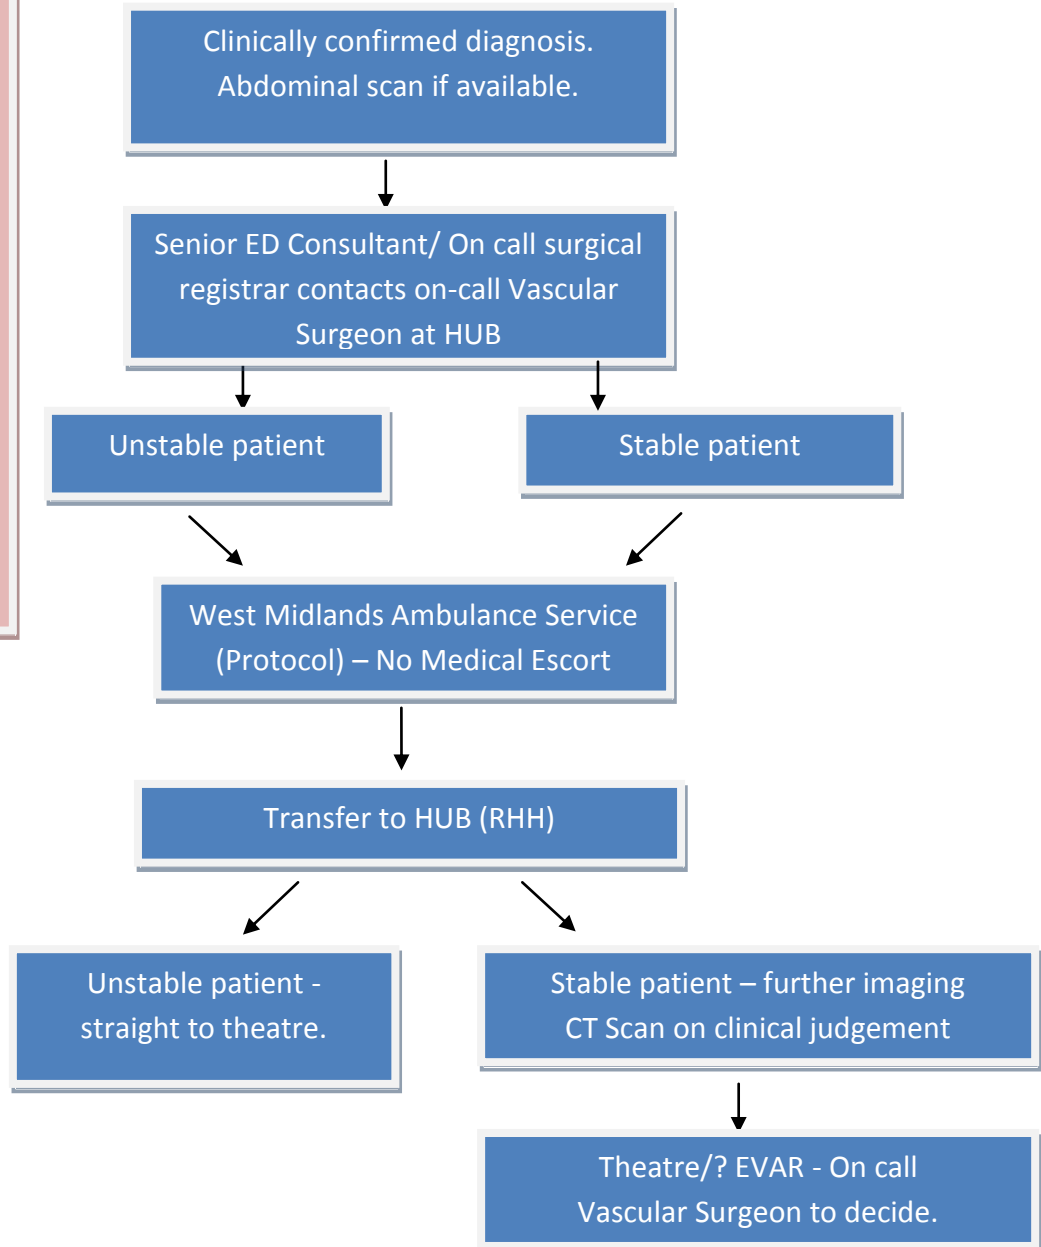 Clinically confirmed diagnosis.
Abdominal scan if available.
Senior ED Consultant/ On call surgical
registrar contacts on-call Vascular
Surgeon at HUB
Unstable patient
Stable patient
West Midlands Ambulance Service
(Protocol) – No Medical Escort
Transfer to HUB (RHH)
Unstable patient -
straight to theatre.
Stable patient – further imaging
CT Scan on clinical judgement
Theatre/? EVAR - On call
Vascular Surgeon to decide.